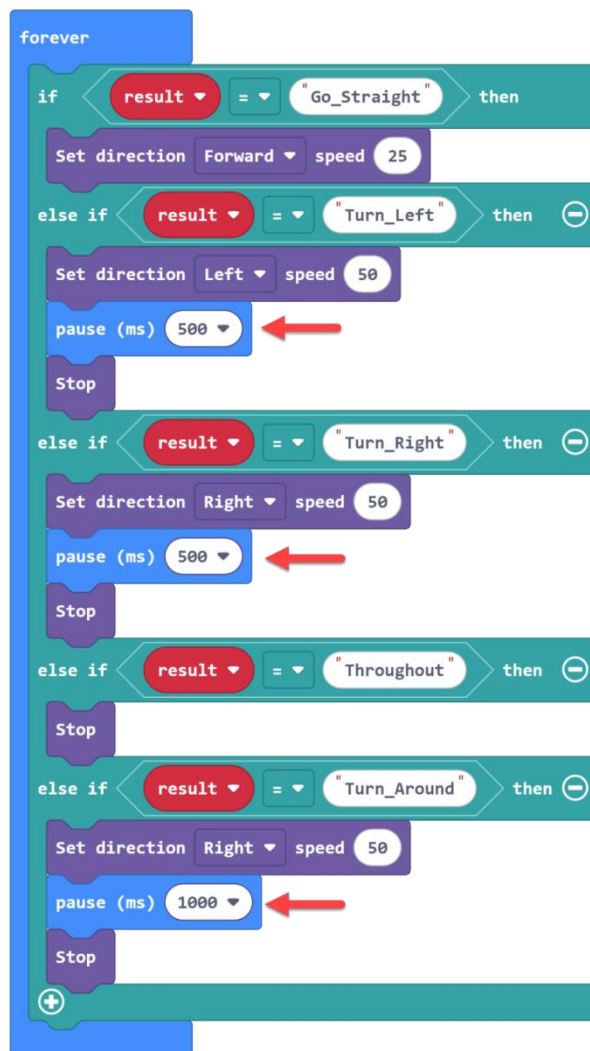 forever
if result = "Go_Straight" then
Set direction Forward speed 25
else if result = "Turn_Left" then
Set direction Left speed 50
pause (ms) 500
Stop
else if result = "Turn_Right" then
Set direction Right speed 50
pause (ms) 500
Stop
else if result = "Throughout" then
Stop
else if result = "Turn_Around" then
Set direction Right speed 50
pause (ms) 1000
Stop